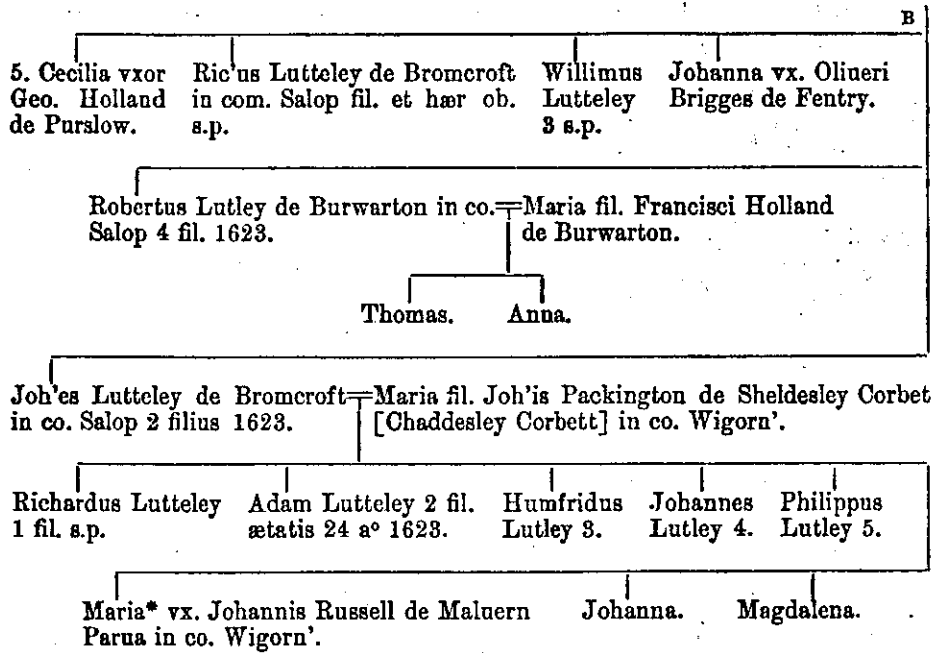 B
5. Cecilia vxor Geo. Holland de Purslow.
Ric'us Lutteley de Bromcroft in com. Salop fil. et hær ob. s.p.
Willimus Lutteley 3 s.p.
Johanna vx. Oliueri Brigges de Fentry.
Robertus Lutley de Burwarton in co. Salop 4 fil. 1623.
Maria fil. Francisci Holland de Burwarton.
Thomas.
Anna.
Joh'es Lutteley de Bromcroft in co. Salop 2 filius 1623.
Maria fil. Joh'is Packington de Sheldesley Corbet [Chaddesley Corbett] in co. Wigorn'.
Richardus Lutteley 1 fil. s.p.
Adam Lutteley 2 fil. ætatis 24 aº 1623.
Humfridus Lutley 3.
Johannes Lutley 4.
Philippus Lutley 5.
Maria* vx. Johannis Russell de Maluern Parua in co. Wigorn'.
Johanna.
Magdalena.